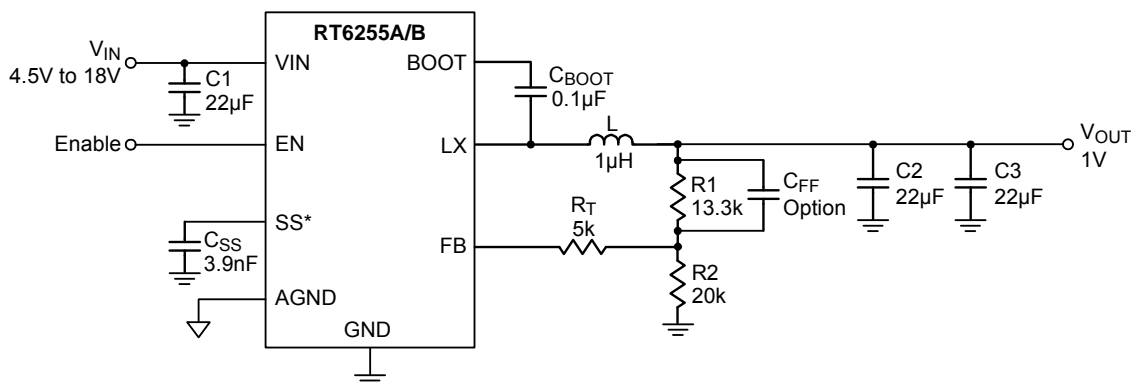 RT6255A/B
VIN
4.5V to 18V
C1
22µF
VIN
BOOT
CBOOT
0.1µF
Enable
EN
LX
L
1µH
VOUT
1V
R1
13.3k
CFF
Option
C2
22µF
C3
22µF
SS*
CSS
3.9nF
FB
RT
5k
R2
20k
AGND
GND